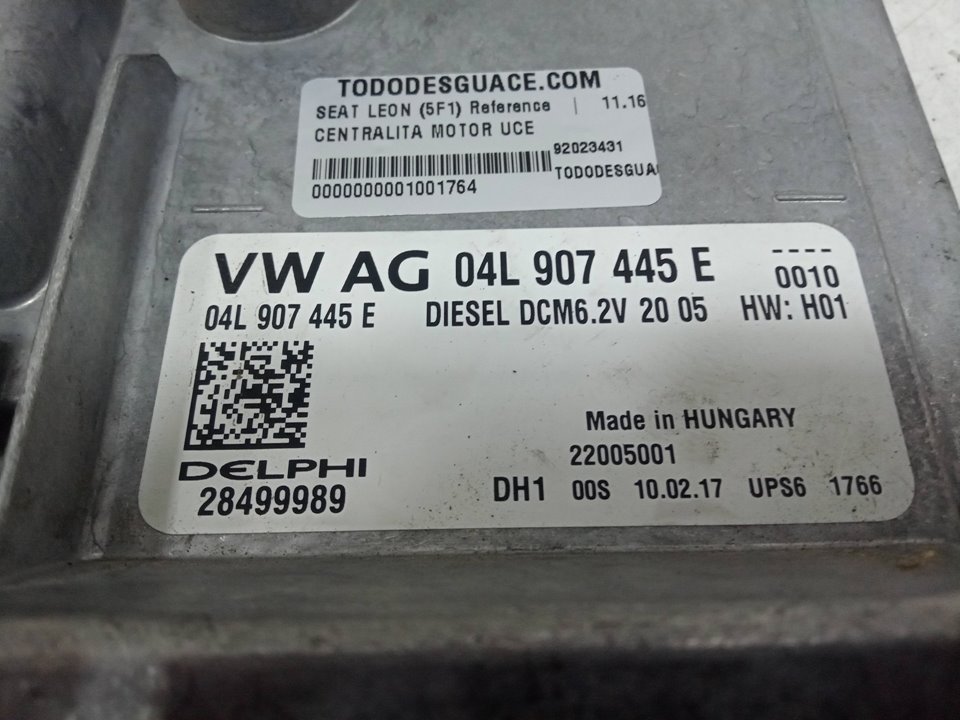 TODODESGUACE.COM
SEAT LEON (5F1) Reference | 11.16
CENTRALITA MOTOR UCE
92023431
TODODESGUA
0000000001001764
VW AG 04L 907 445 E ----
0010
04L 907 445 E DIESEL DCM6.2V 20 05 HW: H01
Made in HUNGARY
22005001
DELPHI
28499989
DH1 00S 10.02.17 UPS6 1766